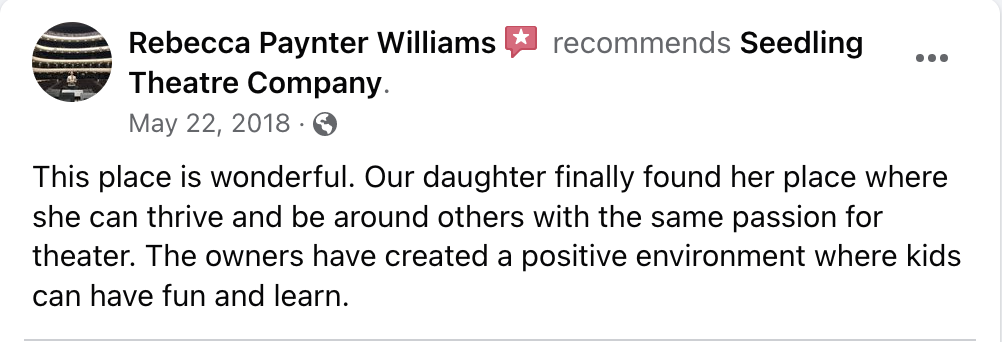 Rebecca Paynter Williams recommends Seedling
Theatre Company.
May 22, 2018 ·
This place is wonderful. Our daughter finally found her place where
she can thrive and be around others with the same passion for
theater. The owners have created a positive environment where kids
can have fun and learn.